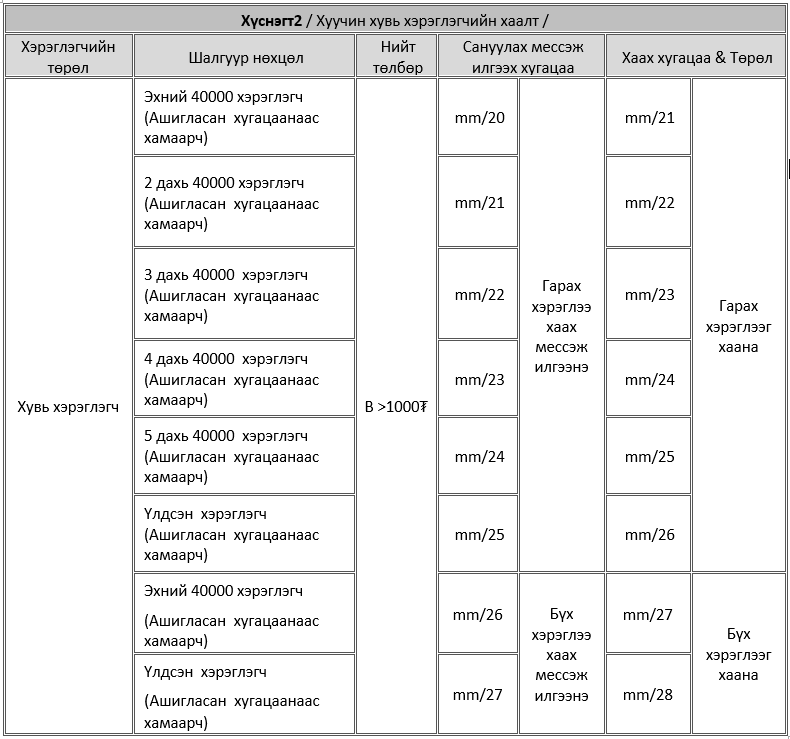 Хүснэгт2 / Хуучин хувь хэрэглэгчийн хаалт /
Хэрэглэгчийн
төрөл
Шалгуур нөхцөл
Нийт
төлбөр
Сануулах мессэж
илгээх хугацаа
Хаах хугацаа & Төрөл
Хувь хэрэглэгч
Эхний 40000 хэрэглэгч
(Ашигласан хугацаанаас
хамаарч)
В >1000₮
mm/20
Гарах
хэрэглээ
хаах
мессэж
илгээнэ
mm/21
Гарах
хэрэглээг
хаана
2 дахь 40000 хэрэглэгч
(Ашигласан хугацаанаас
хамаарч)
mm/21
mm/22
3 дахь 40000 хэрэглэгч
(Ашигласан хугацаанаас
хамаарч)
mm/22
mm/23
4 дахь 40000 хэрэглэгч
(Ашигласан хугацаанаас
хамаарч)
mm/23
mm/24
5 дахь 40000 хэрэглэгч
(Ашигласан хугацаанаас
хамаарч)
mm/24
mm/25
Үлдсэн хэрэглэгч
(Ашигласан хугацаанаас
хамаарч)
mm/25
mm/26
Эхний 40000 хэрэглэгч
(Ашигласан хугацаанаас
хамаарч)
mm/26
Бүх
хэрэглээ
хаах
мессэж
илгээнэ
mm/27
Бүх
хэрэглээг
хаана
Үлдсэн хэрэглэгч
(Ашигласан хугацаанаас
хамаарч)
mm/27
mm/28